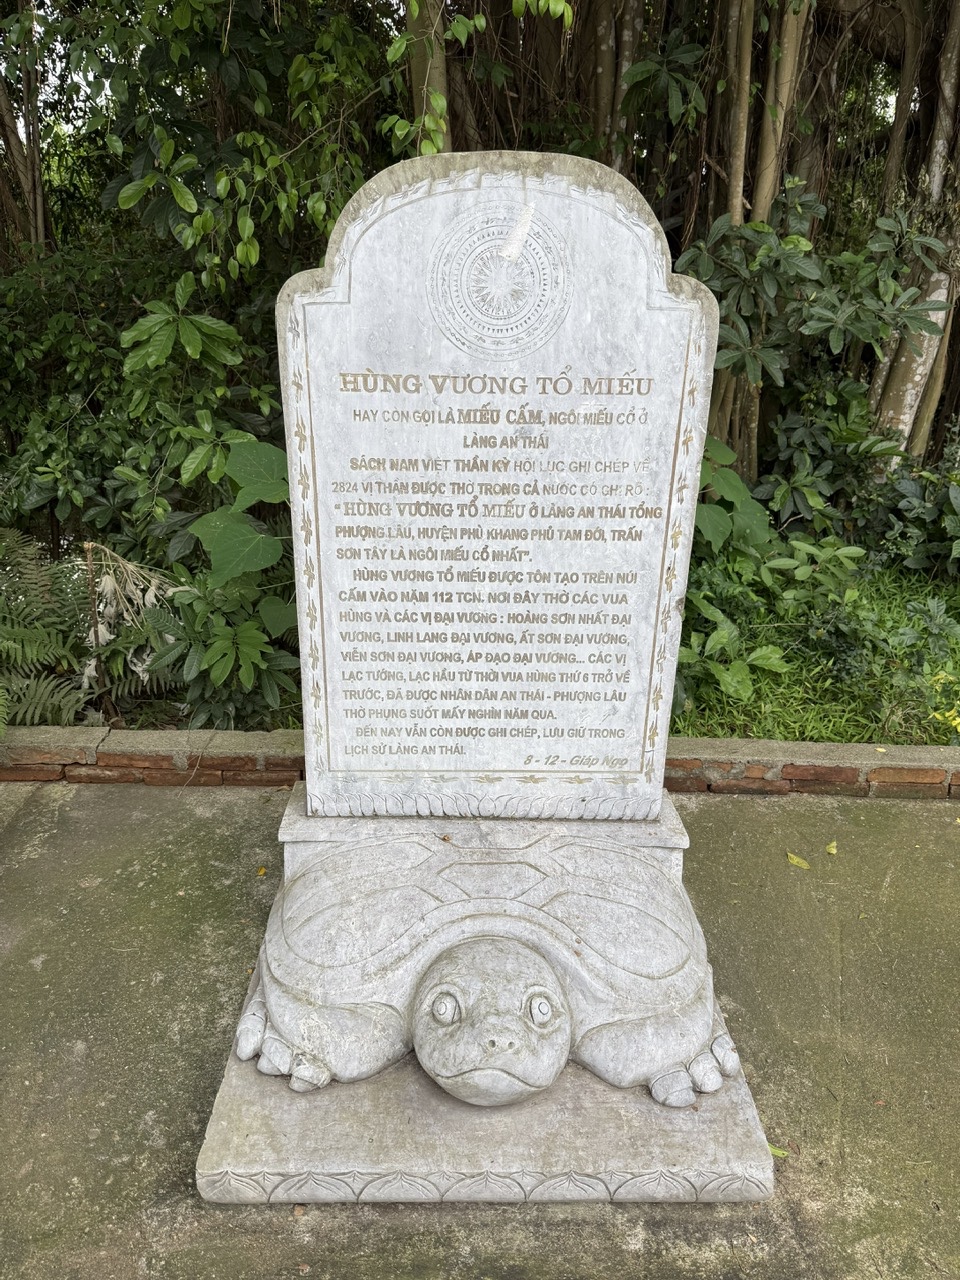 HÙNG VƯƠNG TỔ MIẾU
HAY CÒN GỌI LÀ MIẾU CẤM, NGÔI MIẾU CỔ Ở
LÀNG AN THÁI
SÁCH NAM VIỆT THẦN KỲ HỘI LỤC GHI CHÉP VỀ
2824 VỊ THẦN ĐƯỢC THỜ TRONG CẢ NƯỚC CÓ GHI RÕ :
"HÙNG VƯƠNG TỔ MIẾU Ở LÀNG AN THÁI TỔNG
PHƯỢNG LÂU, HUYỆN PHÙ KHANG PHỦ TAM ĐỚI, TRẤN
SƠN TÂY LÀ NGÔI MIẾU CỔ NHẤT".
HÙNG VƯƠNG TỔ MIẾU ĐƯỢC TÔN TẠO TRÊN NÚI
CẤM VÀO NĂM 112 TCN. NƠI ĐÂY THỜ CÁC VUA
HÙNG VÀ CÁC VỊ ĐẠI VƯƠNG : HOÀNG SƠN NHẤT ĐẠI
VƯƠNG, LINH LANG ĐẠI VƯƠNG, ẤT SƠN ĐẠI VƯƠNG,
VIỄN SƠN ĐẠI VƯƠNG, ÁP ĐẠO ĐẠI VƯƠNG... CÁC VỊ
LẠC TƯỚNG, LẠC HẦU TỪ THỜI VUA HÙNG THỨ 6 TRỞ VỀ
TRƯỚC, ĐÃ ĐƯỢC NHÂN DÂN AN THÁI - PHƯỢNG LÂU
THỜ PHỤNG SUỐT MẤY NGHÌN NĂM QUA.
ĐẾN NAY VẪN CÒN ĐƯỢC GHI CHÉP, LƯU GIỮ TRONG
LỊCH SỬ LÀNG AN THÁI.
8 - 12 - Giáp Ngọ